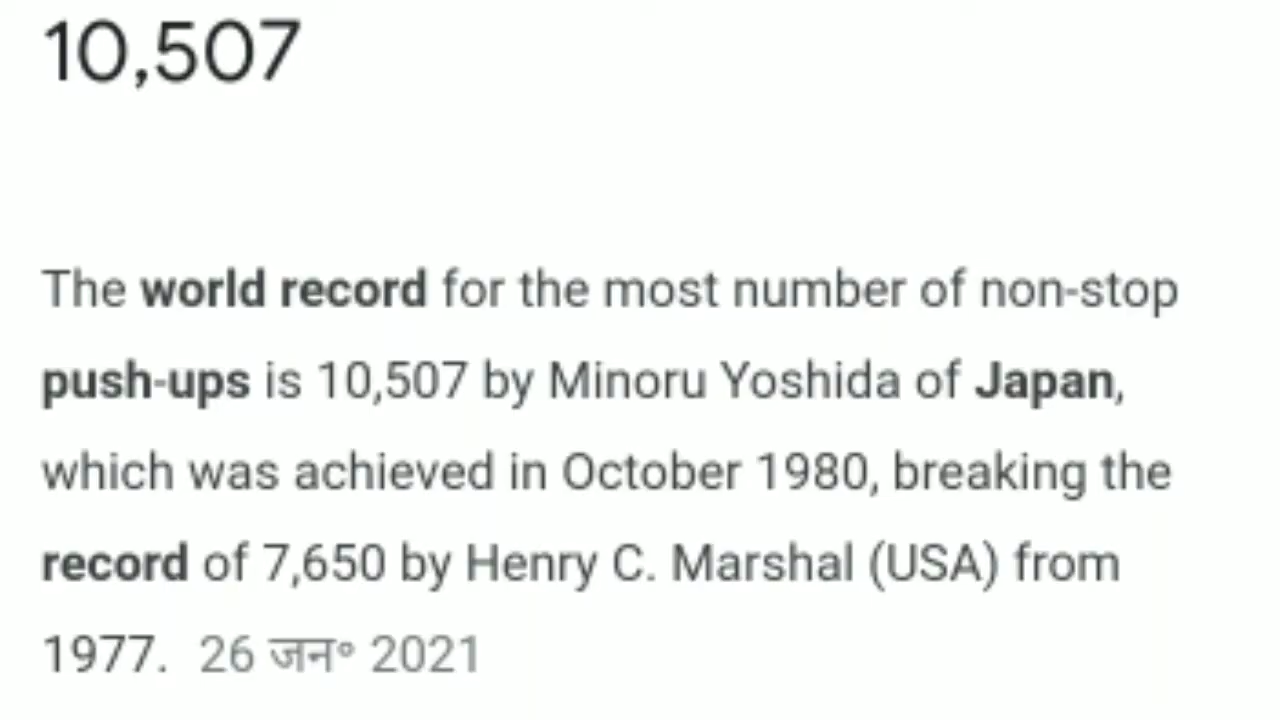 10,507
The world record for the most number of non-stop
push-ups is 10,507 by Minoru Yoshida of Japan,
which was achieved in October 1980, breaking the
record of 7,650 by Henry C. Marshal (USA) from
1977. 26 जन॰ 2021